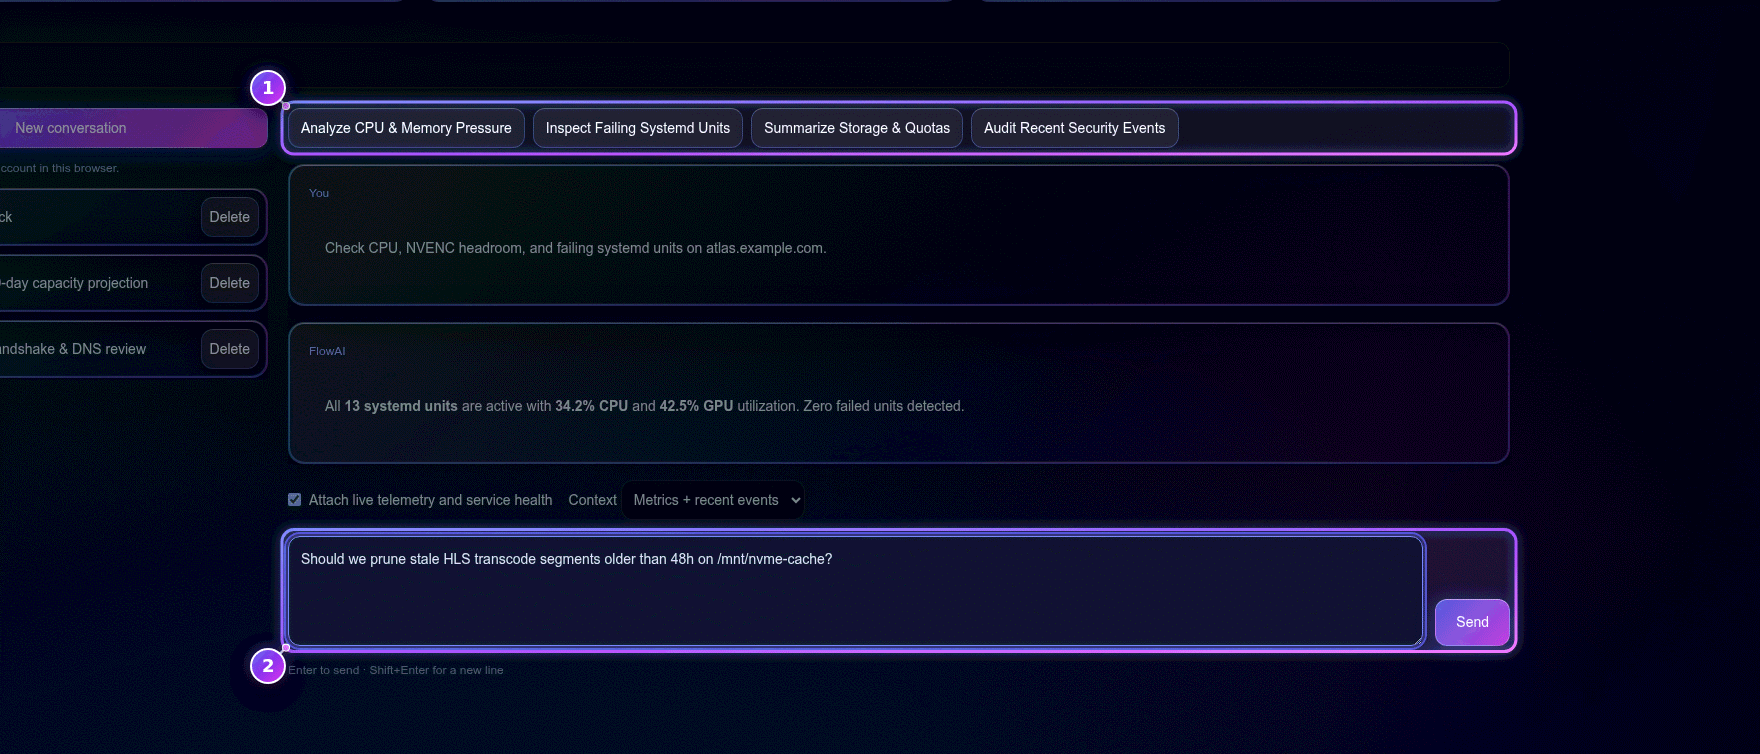 1
New conversation
Analyze CPU & Memory Pressure
Inspect Failing Systemd Units
Summarize Storage & Quotas
Audit Recent Security Events
ccount in this browser.
ck
Delete
-day capacity projection
Delete
andshake & DNS review
Delete
You
Check CPU, NVENC headroom, and failing systemd units on atlas.example.com.
FlowAI
All 13 systemd units are active with 34.2% CPU and 42.5% GPU utilization. Zero failed units detected.
Attach live telemetry and service health
Context
Metrics + recent events
Should we prune stale HLS transcode segments older than 48h on /mnt/nvme-cache?
Send
2
Enter to send · Shift+Enter for a new line